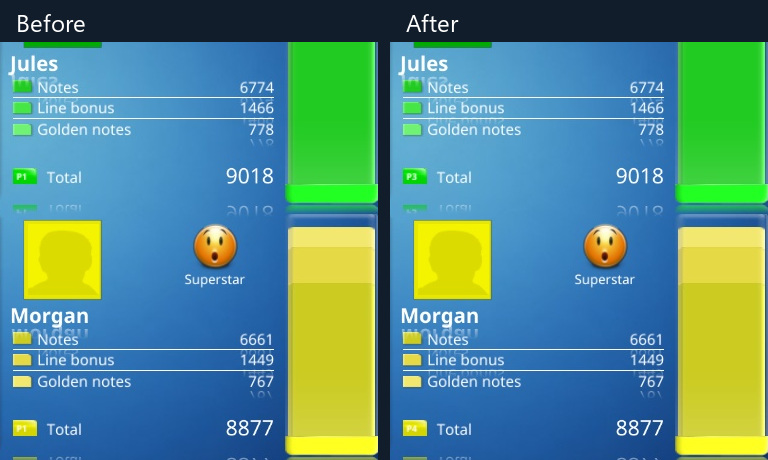 Before
After
Jules
Notes 6774
Line bonus 1466
Golden notes 778
P1 Total 9018
Superstar
Morgan
Notes 6661
Line bonus 1449
Golden notes 767
P1 Total 8877
Jules
Notes 6774
Line bonus 1466
Golden notes 778
P3 Total 9018
Superstar
Morgan
Notes 6661
Line bonus 1449
Golden notes 767
P4 Total 8877